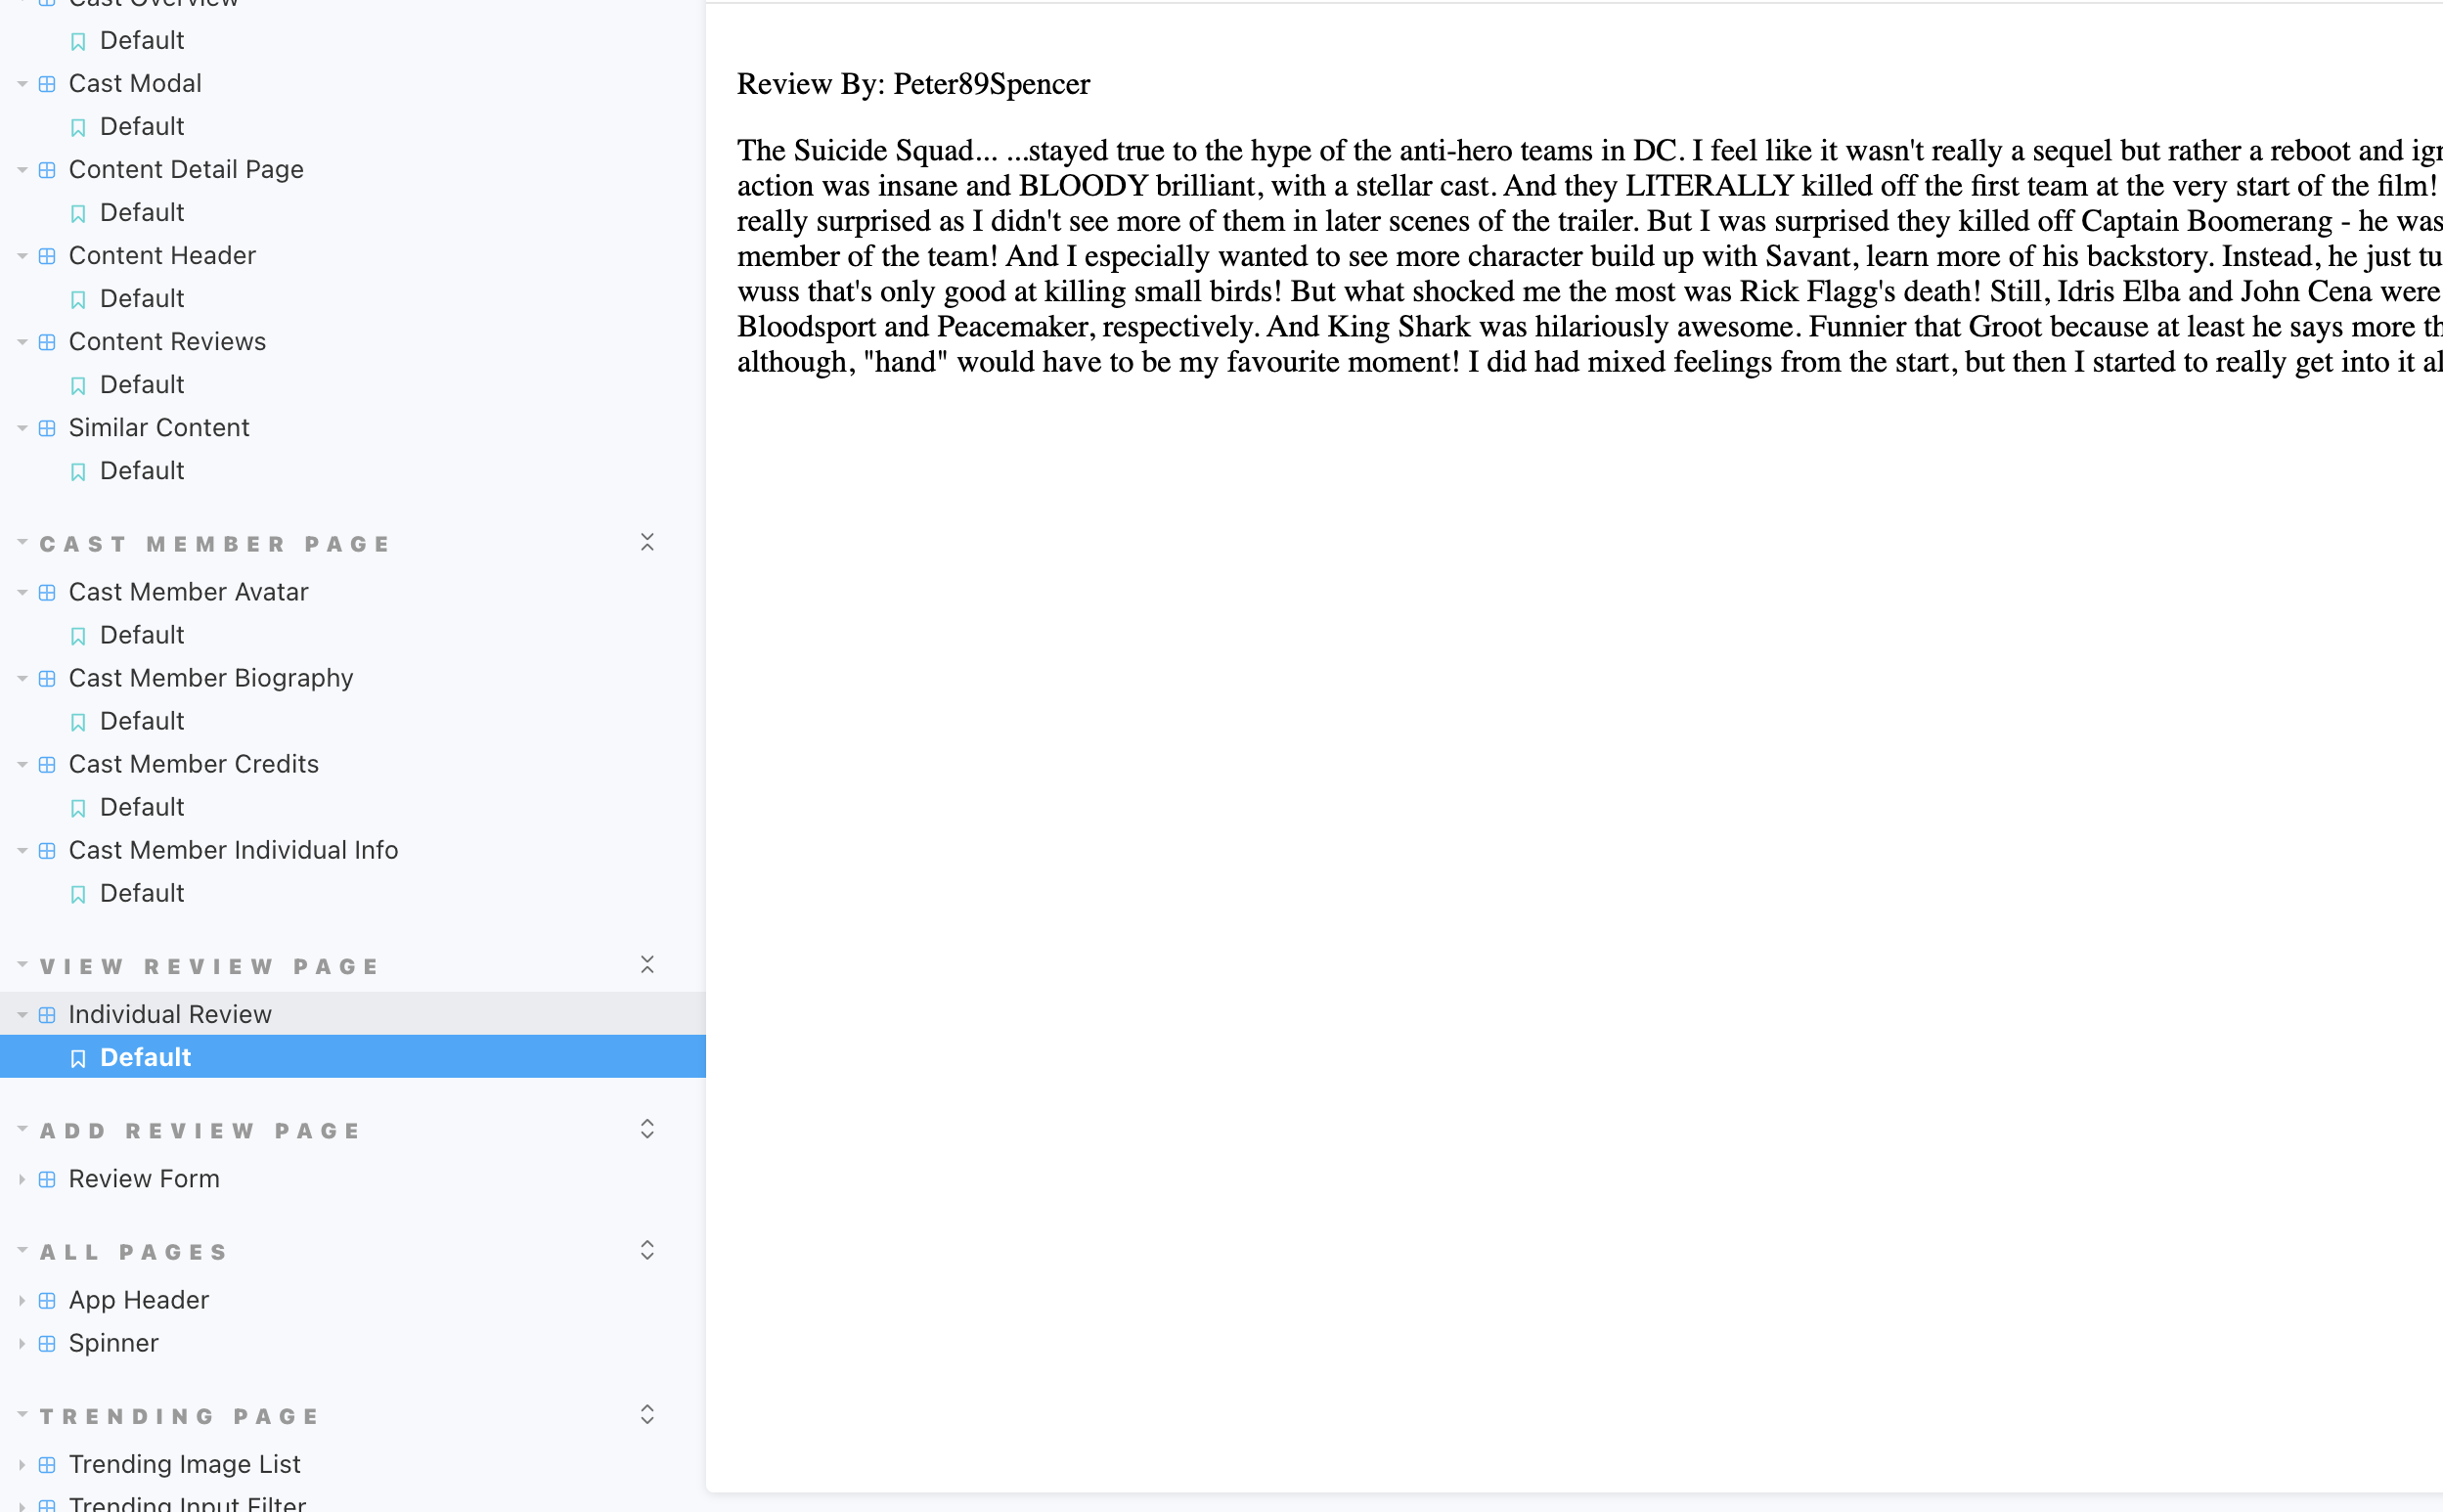 Cast Overview
Default
Cast Modal
Default
Content Detail Page
Default
Content Header
Default
Content Reviews
Default
Similar Content
Default
CAST MEMBER PAGE
Cast Member Avatar
Default
Cast Member Biography
Default
Cast Member Credits
Default
Cast Member Individual Info
Default
VIEW REVIEW PAGE
Individual Review
Default
ADD REVIEW PAGE
Review Form
ALL PAGES
App Header
Spinner
TRENDING PAGE
Trending Image List
Trending Input Filter
Review By: Peter89Spencer
The Suicide Squad... ...stayed true to the hype of the anti-hero teams in DC. I feel like it wasn't really a sequel but rather a reboot and
action was insane and BLOODY brilliant, with a stellar cast. And they LITERALLY killed off the first team at the very start of the film!
really surprised as I didn't see more of them in later scenes of the trailer. But I was surprised they killed off Captain Boomerang - he was
member of the team! And I especially wanted to see more character build up with Savant, learn more of his backstory. Instead, he just
wuss that's only good at killing small birds! But what shocked me the most was Rick Flagg's death! Still, Idris Elba and John Cena were
Bloodsport and Peacemaker, respectively. And King Shark was hilariously awesome. Funnier that Groot because at least he says more
although, "hand" would have to be my favourite moment! I did had mixed feelings from the start, but then I started to really get into it